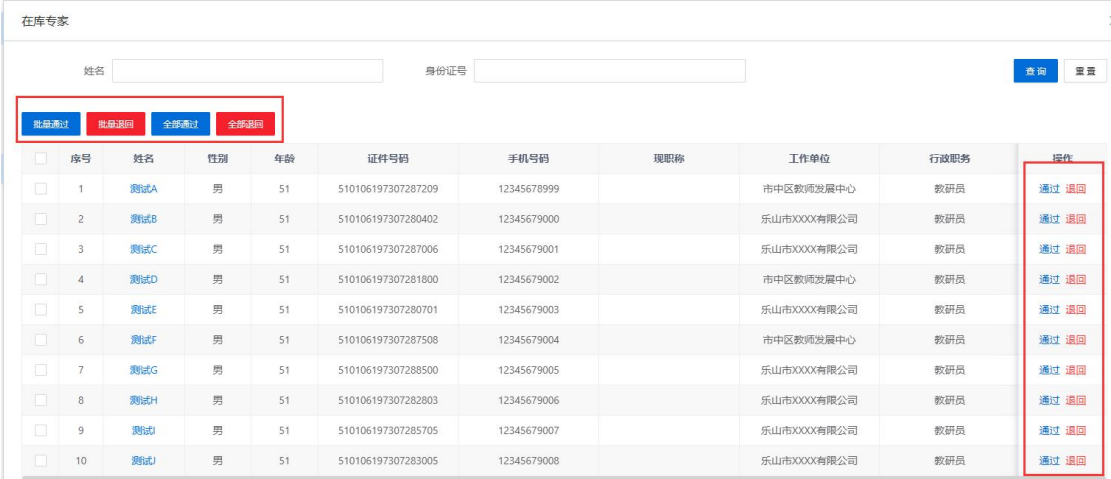 在库专家
姓名 身份证号 查询 重置
批量通过 批量退回 全部通过 全部退回
序号 姓名 性别 年龄 证件号码 手机号码 现职称 工作单位 行政职务 操作
1 测试A 男 51 510106197307287209 12345678999 市中区教师发展中心 教研员 通过 退回
2 测试B 男 51 510106197307280402 12345679000 乐山市XXXX有限公司 教研员 通过 退回
3 测试C 男 51 510106197307287006 12345679001 乐山市XXXX有限公司 教研员 通过 退回
4 测试D 男 51 510106197307281800 12345679002 市中区教师发展中心 教研员 通过 退回
5 测试E 男 51 510106197307280701 12345679003 乐山市XXXX有限公司 教研员 通过 退回
6 测试F 男 51 510106197307287508 12345679004 市中区教师发展中心 教研员 通过 退回
7 测试G 男 51 510106197307288500 12345679005 乐山市XXXX有限公司 教研员 通过 退回
8 测试H 男 51 510106197307282803 12345679006 乐山市XXXX有限公司 教研员 通过 退回
9 测试I 男 51 510106197307285705 12345679007 乐山市XXXX有限公司 教研员 通过 退回
10 测试J 男 51 510106197307283005 12345679008 乐山市XXXX有限公司 教研员 通过 退回